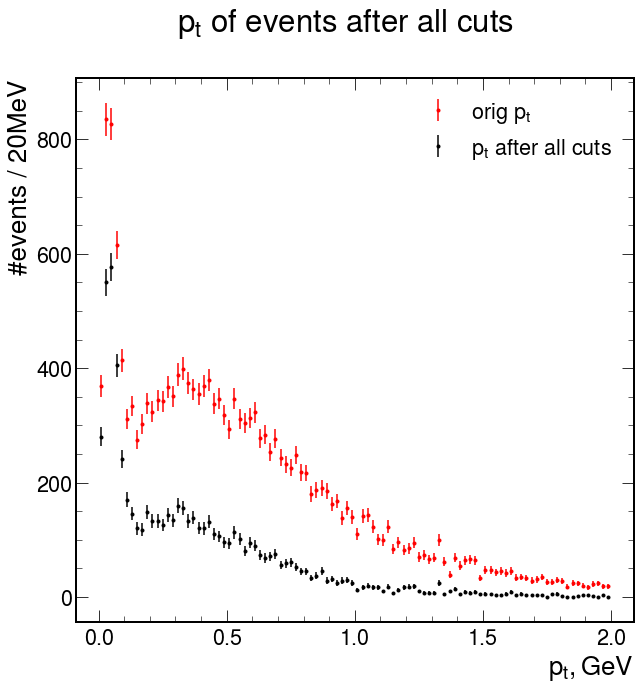 pt of events after all cuts
#events / 20MeV
orig pt
pt after all cuts
800
600
400
200
0
0.0 0.5 1.0 1.5 2.0
pt, GeV